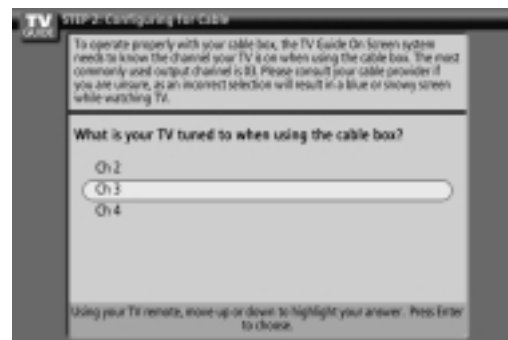 TV
GUIDE
STEP 2: Configuring for Cable
To operate properly with your cable box, the TV Guide On Screen system
needs to know the channel your TV is on when using the cable box. The most
commonly used output channel is 03. Please consult your cable provider if
you are unsure, as an incorrect selection will result in a blue or snowy screen
while watching TV.
What is your TV tuned to when using the cable box?
Ch 2
Ch 3
Ch 4
Using your TV remote, move up or down to highlight your answer. Press Enter
to choose.